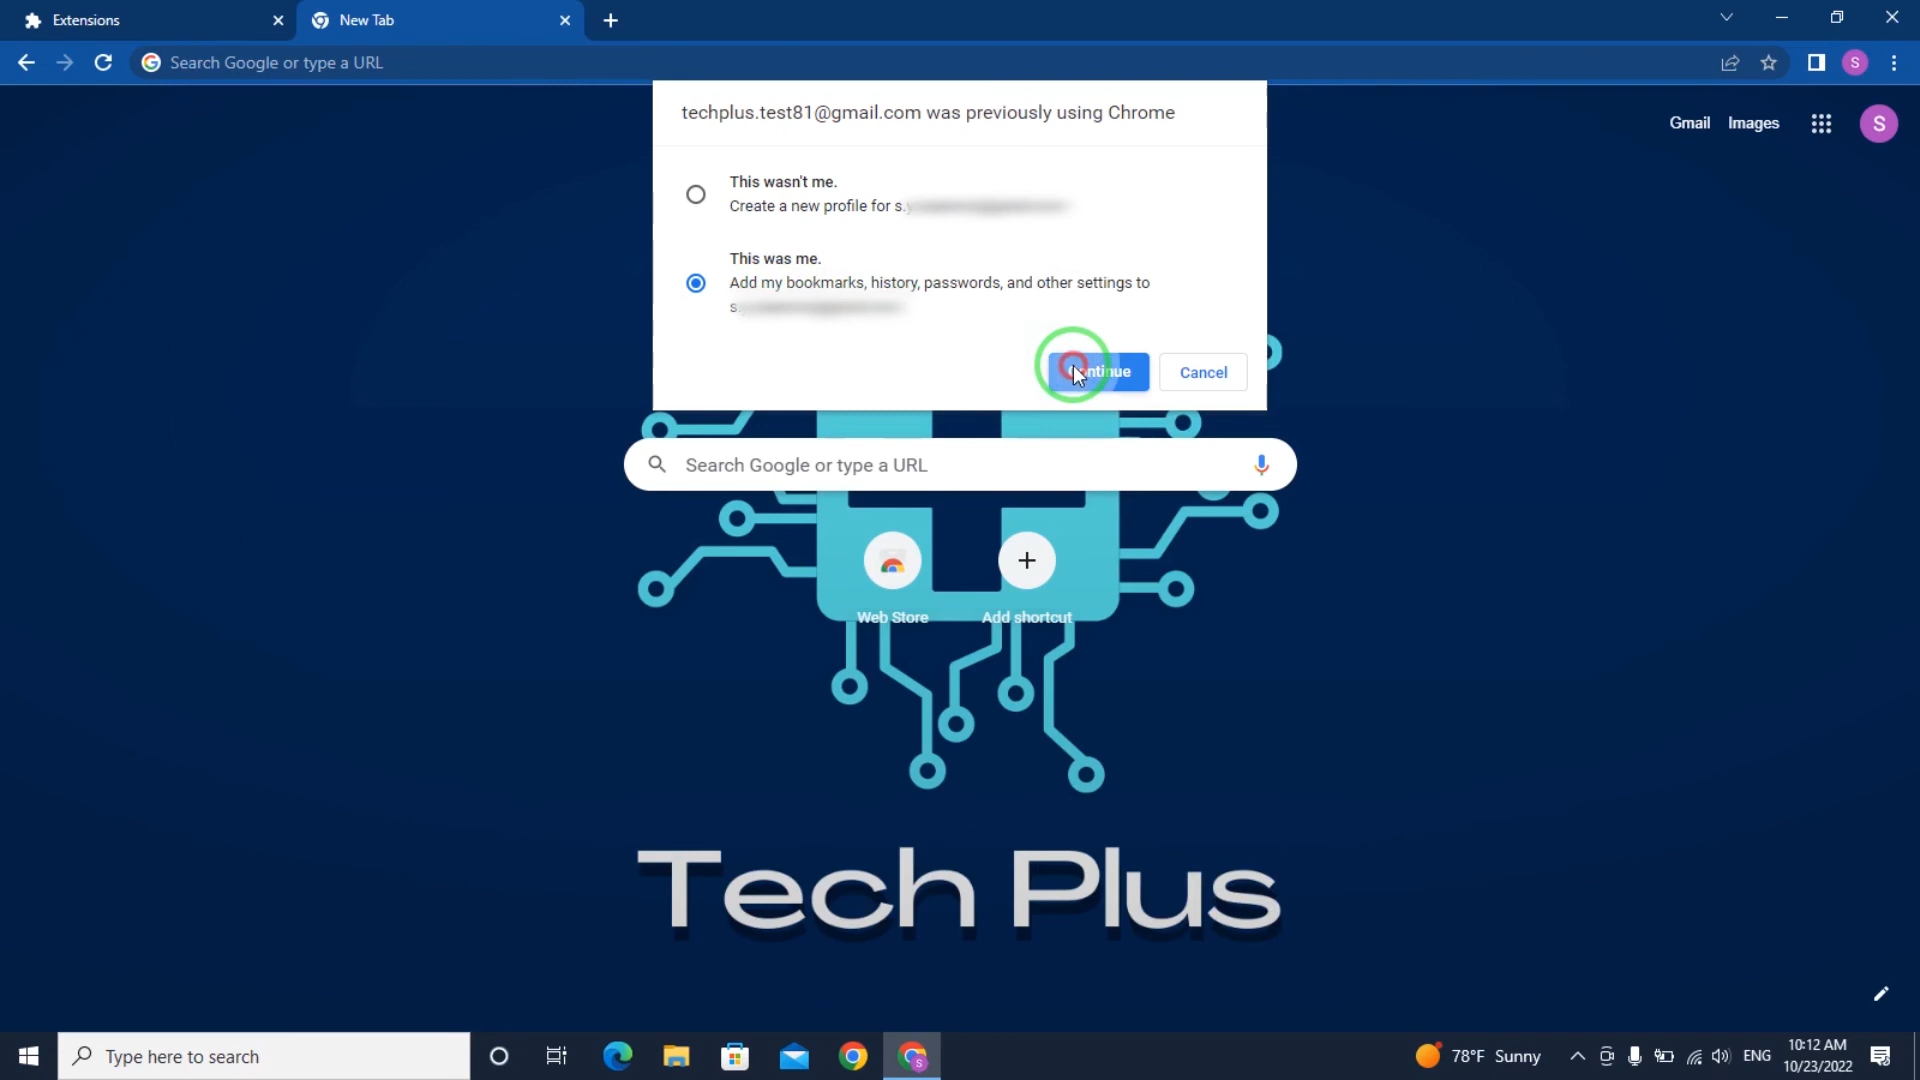 Extensions
New Tab
Search Google or type a URL
techplus.test81@gmail.com was previously using Chrome
Gmail Images
S
S
This wasn't me.
Create a new profile for s.
This was me.
Add my bookmarks, history, passwords, and other settings to
s.
Continue
Cancel
Search Google or type a URL
Web Store
Add shortcut
Tech Plus
Type here to search
S
78°F Sunny
ENG
10:12 AM
10/23/2022